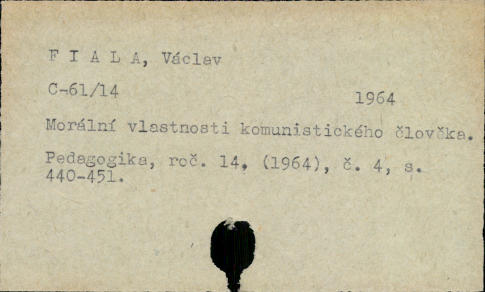 F I A L A, Václav
C-61/14 1964
Morální vlastnosti komunistického člověka.
Pedagogika, roč. 14, (1964), č. 4, s.
440-451.